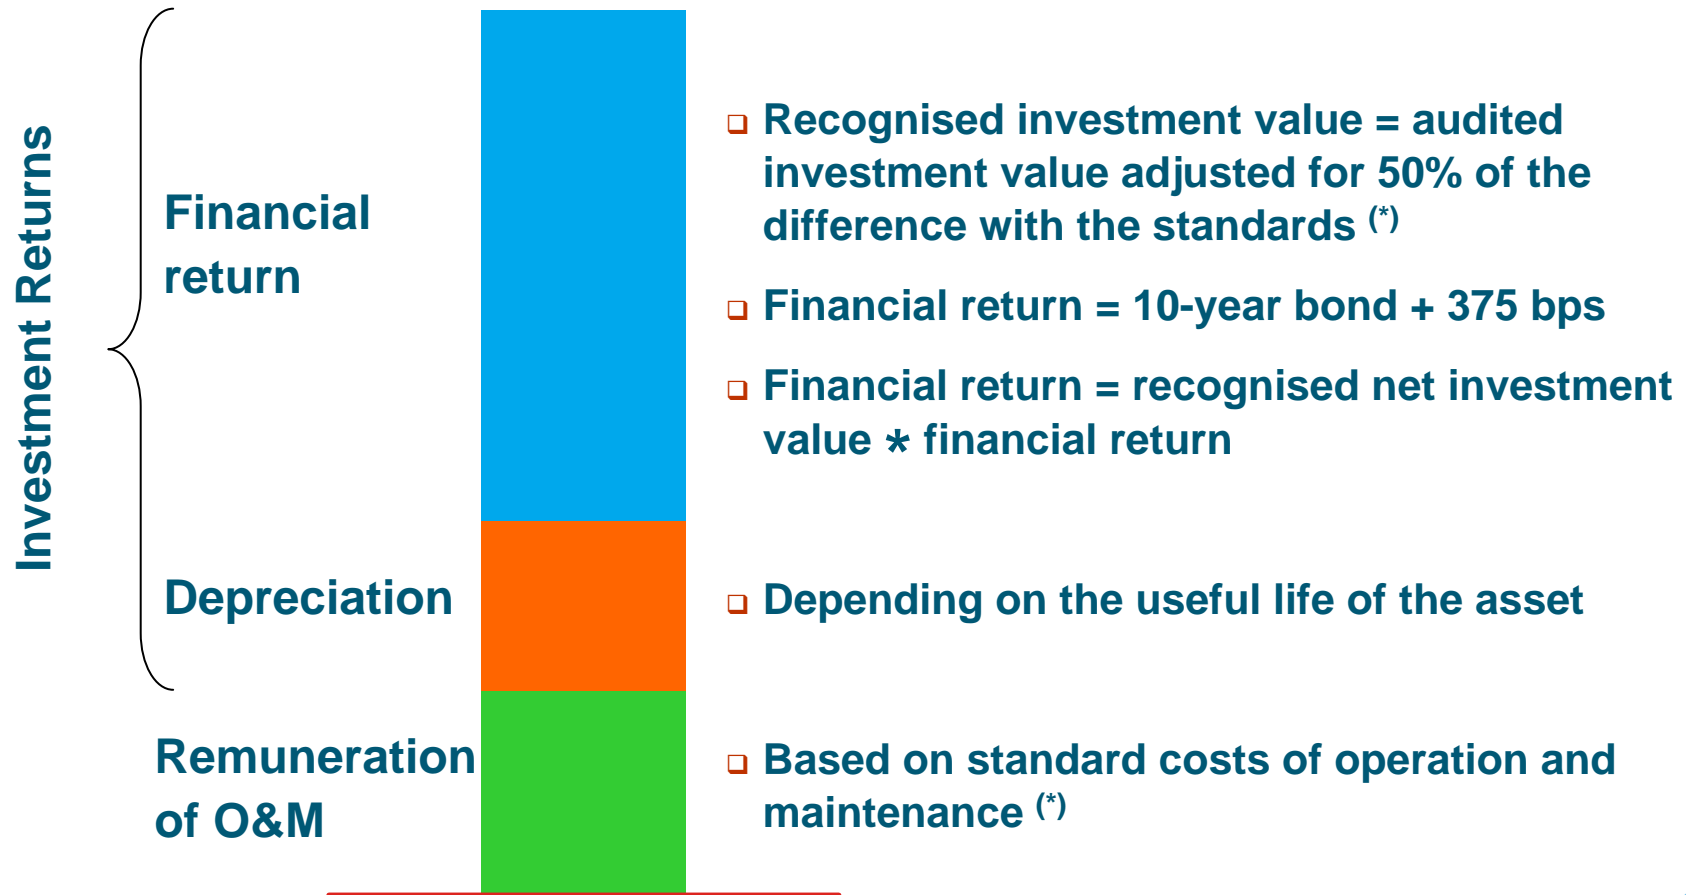 Investment Returns
Financial
return
Recognised investment value = audited
investment value adjusted for 50% of the
difference with the standards (*)
Financial return = 10-year bond + 375 bps
Financial return = recognised net investment
value * financial return
Depreciation
Depending on the useful life of the asset
Remuneration
of O&M
Based on standard costs of operation and
maintenance (*)